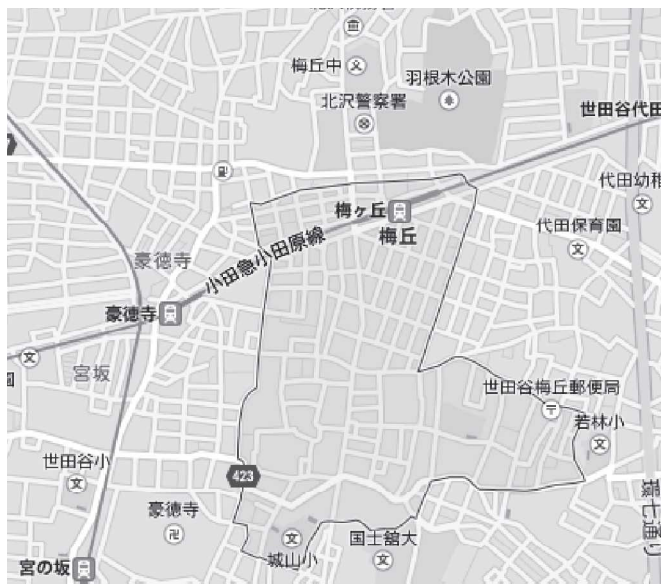 梅丘中
羽根木公園
北沢警察署
世田谷代田
代田幼稚
梅ヶ丘
梅丘
代田保育園
小田急小田原線
豪徳寺
豪徳寺
宮坂
世田谷梅丘郵便局
若林小
世田谷小
423
環七通り
豪徳寺
国士舘大
城山小
宮の坂